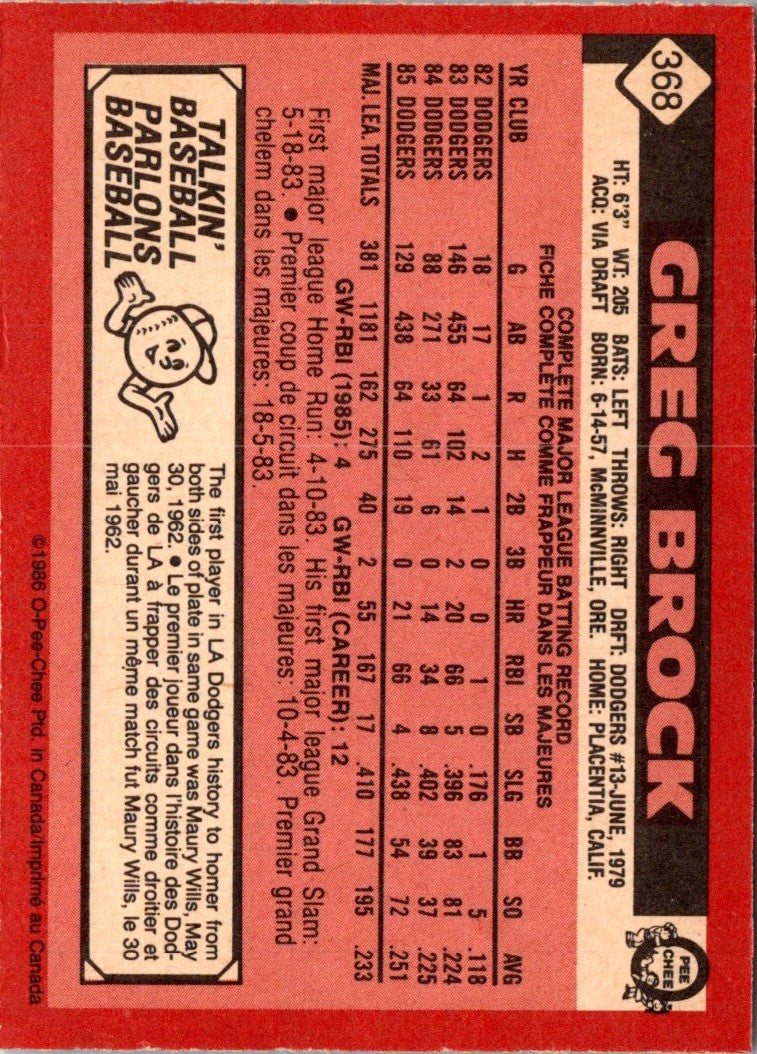 368
GREG BROCK
O
PEE
CHEE
HT: 6'3" WT: 205 BATS: LEFT THROWS: RIGHT DRFT: DODGERS #13-JUNE, 1979
ACQ: VIA DRAFT BORN: 6-14-57, McMINNVILLE, ORE. HOME: PLACENTIA, CALIF.
COMPLETE MAJOR LEAGUE BATTING RECORD
FICHE COMPLÈTE COMME FRAPPEUR DANS LES MAJEURES
YR CLUB G AB R H 2B 3B HR RBI SB SLG BB SO AVG
82 DODGERS 18 17 1 2 1 0 0 1 0 .176 1 5 .118
83 DODGERS 146 455 64 102 14 2 20 66 5 .396 83 81 .224
84 DODGERS 88 271 33 61 6 0 14 34 8 .402 39 37 .225
85 DODGERS 129 438 64 110 19 0 21 66 4 .438 54 72 .251
MAJ. LEA. TOTALS 381 1181 162 275 40 2 55 167 17 .410 177 195 .233
GW-RBI (1985): 4 GW-RBI (CAREER): 12
First major league Home Run: 4-10-83. His first major league Grand Slam:
5-18-83. ● Premier coup de circuit dans les majeures: 10-4-83. Premier grand
chelem dans les majeures: 18-5-83.
TALKIN'
BASEBALL
PARLONS
BASEBALL
The first player in LA Dodgers history to homer from
both sides of plate in same game was Maury Wills, May
30, 1962. ● Le premier joueur dans l'histoire des Dod-
gers de LA à frapper des circuits comme droitier et
gaucher durant un même match fut Maury Wills, le 30
mai 1962.
©1986 O-Pee-Chee Ptd. in Canada/Imprimé au Canada